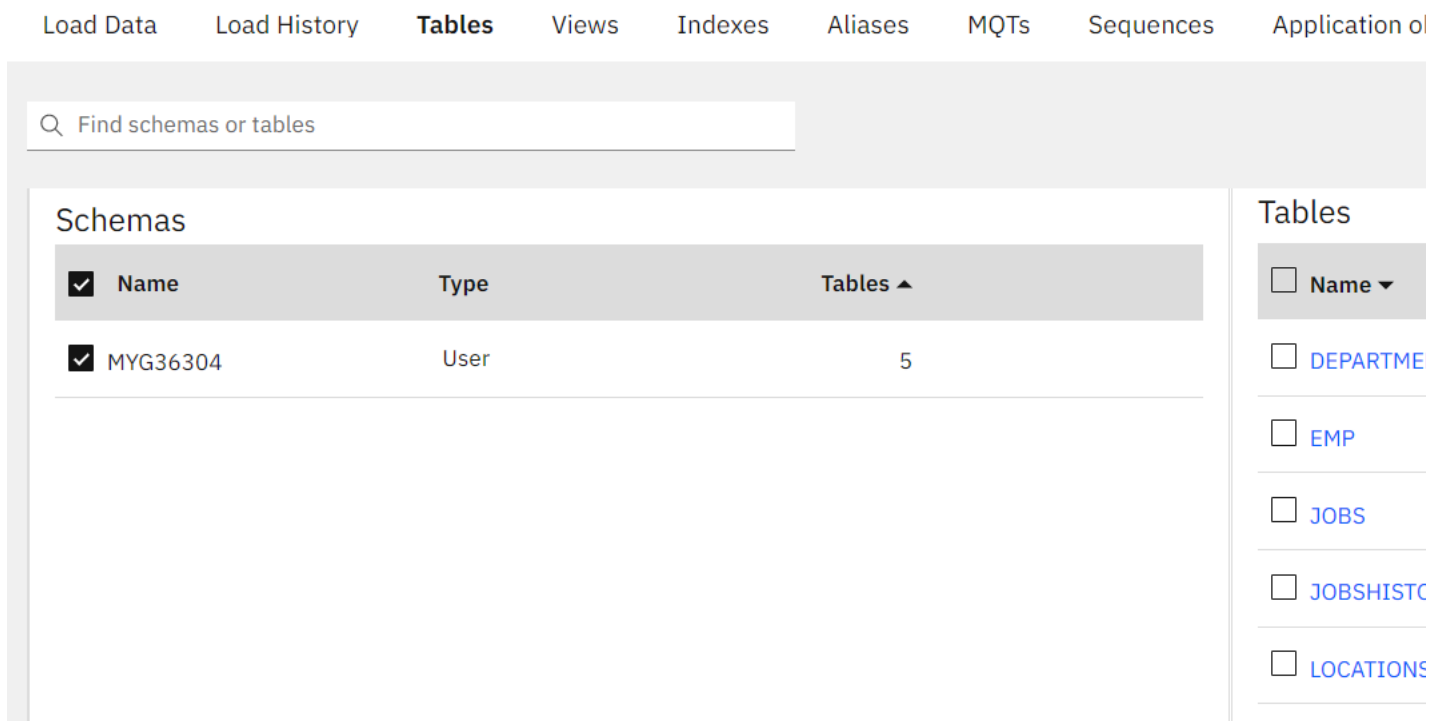 Load Data Load History Tables Views Indexes Aliases MQTs Sequences Application
Find schemas or tables
Schemas
Name Type Tables
MYG36304 User 5
Tables
Name
DEPARTME
EMP
JOBS
JOBSHISTO
LOCATIONS